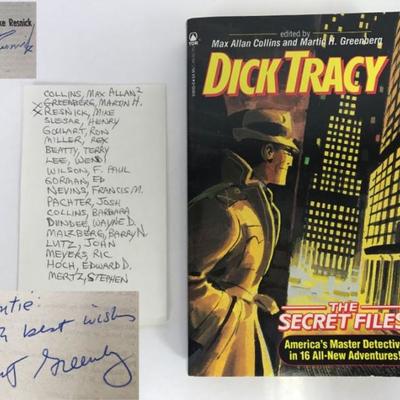 ke Resnick
COLLINS, MAX ALLAN
GREENBERG, MARTIN H.
X RESNICK, MIKE
SLESAR, HENRY
GOULART, RON
MILLER, REX
BEATTY, TERRY
LEE, WENDI
WILSON, F. PAUL
GORMAN, ED
NEVINS, FRANCIS M.
PACHTER, JOSH
COLLINS, BARBARA
DUNDEE, WAYNE D.
MALZBERG, BARRY N.
LUTZ, JOHN
MEYERS, RIC
HOCH, EDWARD D.
MERTZ, STEPHEN
best wishes
TOR
edited by
Max Allan Collins and Martin H. Greenberg
DICK TRACY
THE
SECRET FILES
America's Master Detective
in 16 All-New Adventures!